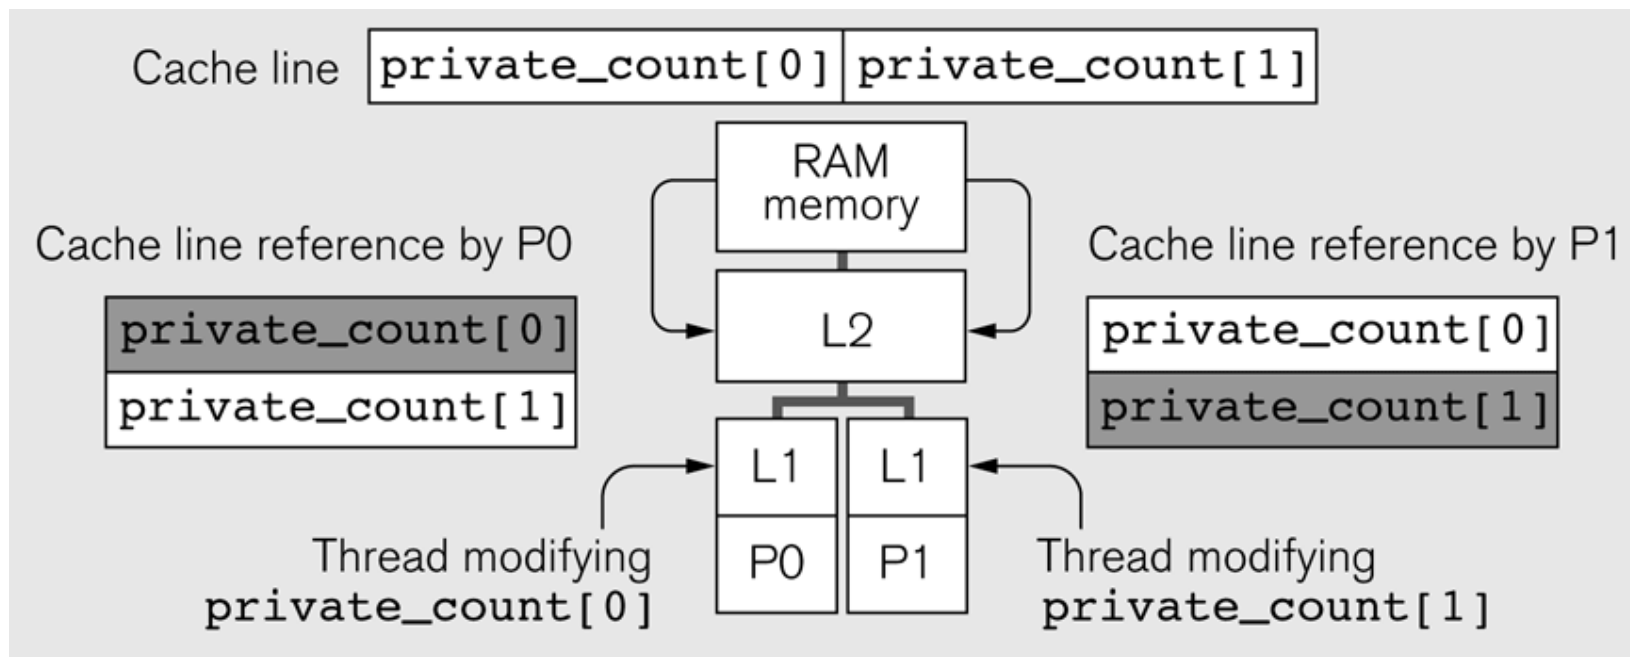 Cache line
private_count[0]
private_count[1]
RAM
memory
Cache line reference by P0
private_count[0]
private_count[1]
L2
Cache line reference by P1
private_count[0]
private_count[1]
L1
L1
P0
P1
Thread modifying
private_count[0]
Thread modifying
private_count[1]